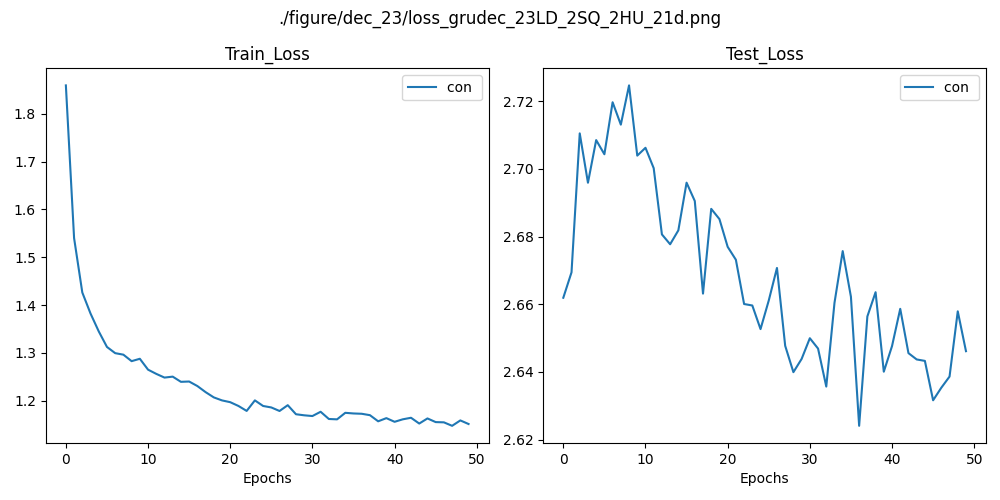 ./figure/dec_23/loss_grudec_23LD_2SQ_2HU_21d.png
Train_Loss
con
1.8
1.7
1.6
1.5
1.4
1.3
1.2
0 10 20 30 40 50
Epochs
Test_Loss
con
2.72
2.70
2.68
2.66
2.64
2.62
0 10 20 30 40 50
Epochs